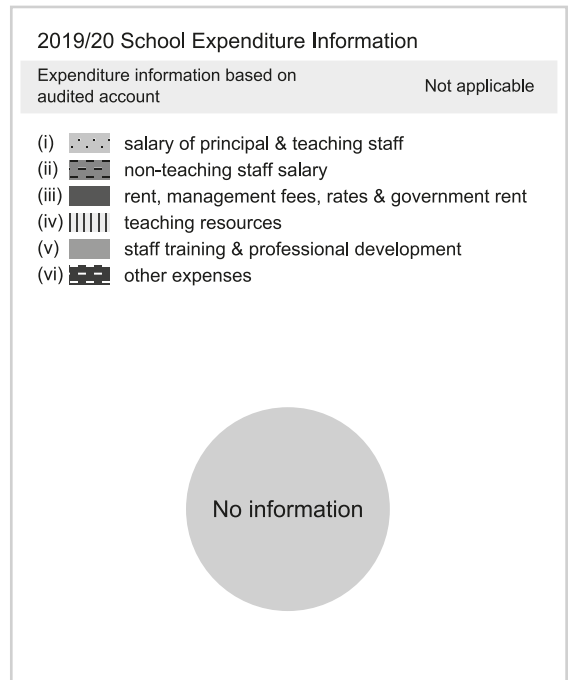 2019/20 School Expenditure Information
Expenditure information based on
audited account
Not applicable
(i) salary of principal & teaching staff
(ii) non-teaching staff salary
(iii) rent, management fees, rates & government rent
(iv) teaching resources
(v) staff training & professional development
(vi) other expenses
No information